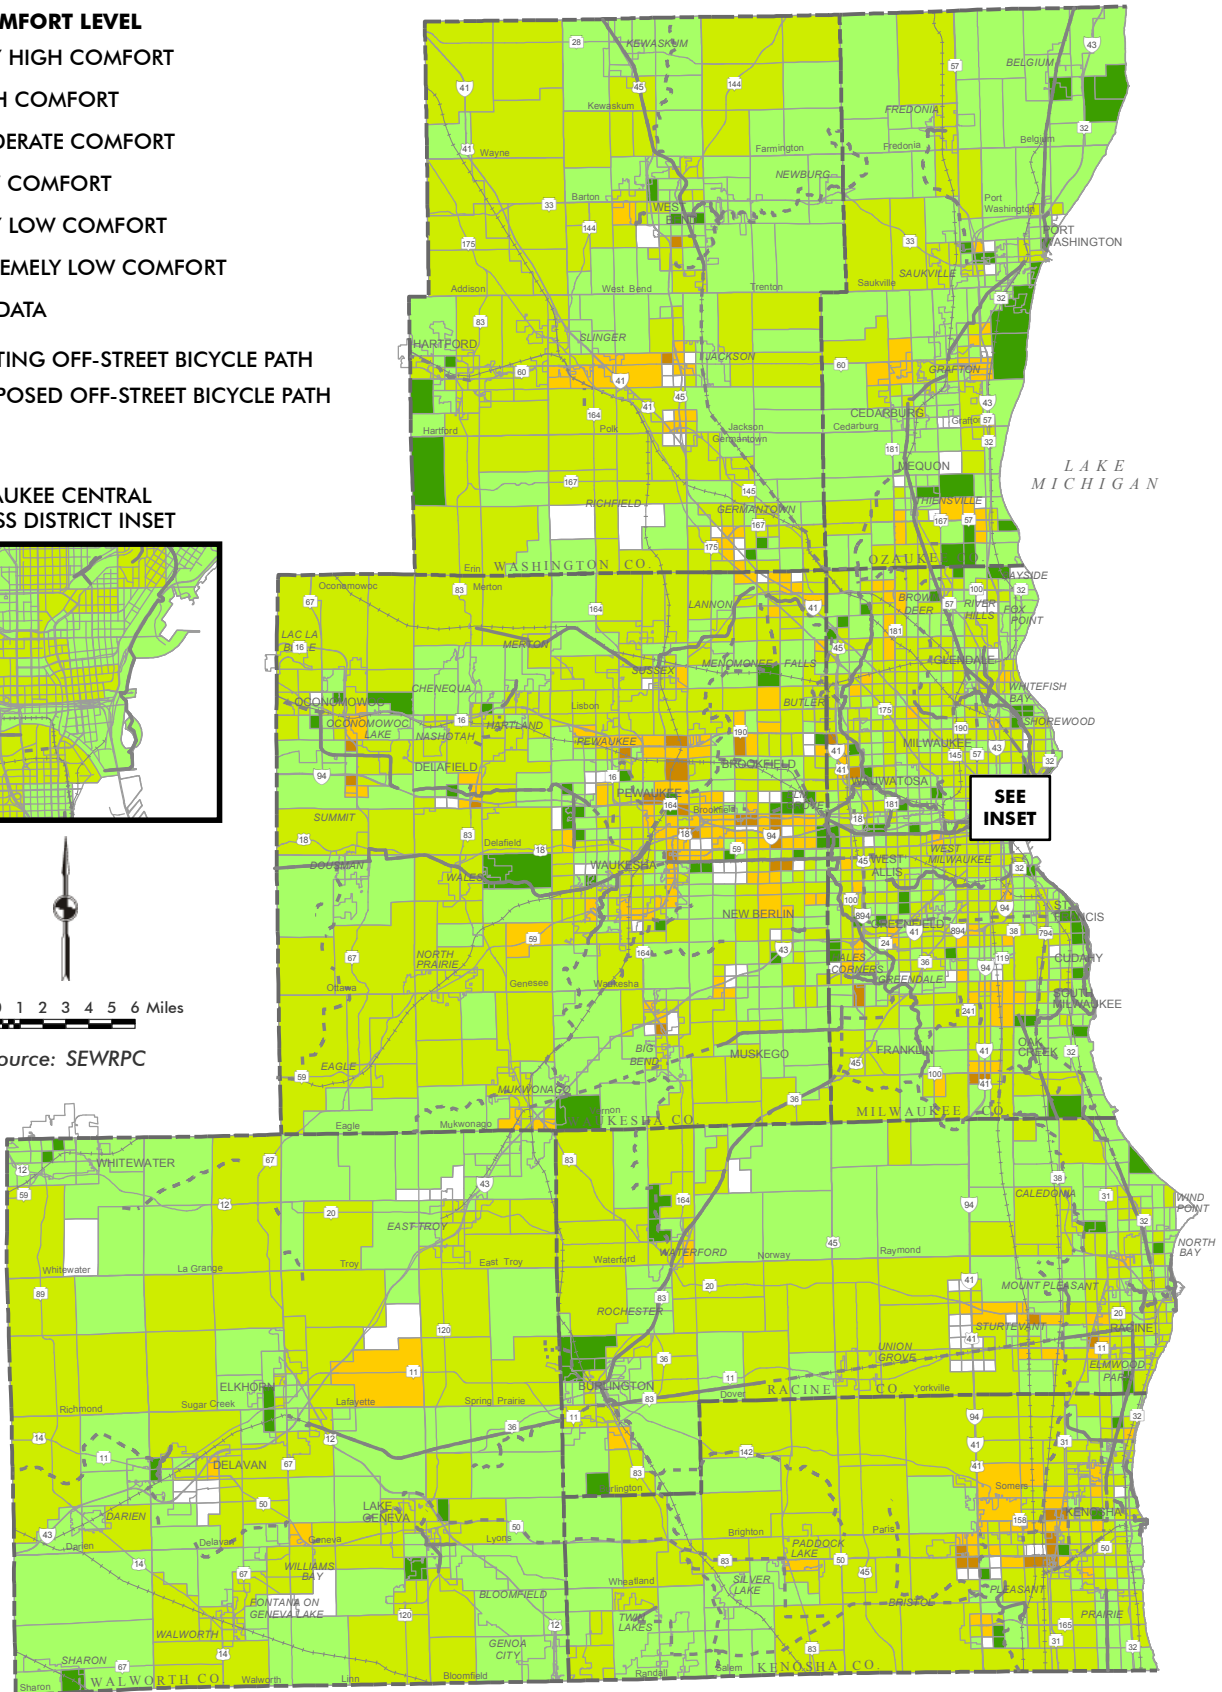 MFORT LEVEL
Y HIGH COMFORT
H COMFORT
DERATE COMFORT
COMFORT
Y LOW COMFORT
REMELY LOW COMFORT
DATA
TING OFF-STREET BICYCLE PATH
POSED OFF-STREET BICYCLE PATH
AUKEE CENTRAL
SS DISTRICT INSET
SEE
INSET
0 1 2 3 4 5 6 Miles
ource: SEWRPC
LAKE
MICHIGAN
KEWASKUM
Kewaskum
Wayne
Farmington
NEWBURG
Barton
WEST
BEND
Addison
West Bend
Trenton
HARTFORD
SLINGER
JACKSON
Hartford
Polk
Jackson
Germantown
RICHFIELD
GERMANTOWN
Erin
WASHINGTON CO.
BELGIUM
FREDONIA
Fredonia
Belgium
Port
Washington
PORT
WASHINGTON
SAUKVILLE
Saukville
GRAFTON
CEDARBURG
Cedarburg
Grafton
MEQUON
THIENSVILLE
OZAUKEE CO.
Oconomowoc
Merton
LANNON
LAC LA
BELLE
MERTON
SUSSEX
MENOMONEE FALLS
CHENEQUA
OCONOMOWOC
OCONOMOWOC
LAKE
NASHOTAH
HARTLAND
Lisbon
BUTLER
PEWAUKEE
DELAFIELD
PEWAUKEE
BROOKFIELD
Brookfield
ELM
GROVE
SUMMIT
Delafield
DOUSMAN
WALES
WAUKESHA
NEW BERLIN
NORTH
PRAIRIE
Ottawa
Genesee
Waukesha
BIG
BEND
MUSKEGO
EAGLE
MUKWONAGO
Vernon
Eagle
Mukwonago
WAUKESHA CO.
BAYSIDE
BROWN
DEER
RIVER
HILLS
FOX
POINT
GLENDALE
WHITEFISH
BAY
SHOREWOOD
MILWAUKEE
WAUWATOSA
WEST
MILWAUKEE
WEST
ALLIS
ST.
FRANCIS
GREENFIELD
HALES
CORNERS
GREENDALE
CUDAHY
SOUTH
MILWAUKEE
FRANKLIN
OAK
CREEK
MILWAUKEE CO.
WHITEWATER
EAST TROY
Whitewater
La Grange
Troy
East Troy
ELKHORN
Richmond
Sugar Creek
Lafayette
Spring Prairie
DELAVAN
DARIEN
Darien
Delavan
Geneva
LAKE
GENEVA
Lyons
WILLIAMS
BAY
FONTANA ON
GENEVA LAKE
BLOOMFIELD
WALWORTH
GENOA
CITY
SHARON
Sharon
WALWORTH CO.
Walworth
Linn
Bloomfield
CALEDONIA
WIND
POINT
NORTH
BAY
WATERFORD
Waterford
Norway
Raymond
ROCHESTER
MOUNT PLEASANT
STURTEVANT
RACINE
UNION
GROVE
ELMWOOD
PARK
BURLINGTON
Dover
RACINE CO.
Yorkville
Burlington
Somers
KENOSHA
Brighton
Paris
PADDOCK
LAKE
Wheatland
SILVER
LAKE
PLEASANT
PRAIRIE
BRISTOL
TWIN
LAKES
Randall
Salem
KENOSHA CO.